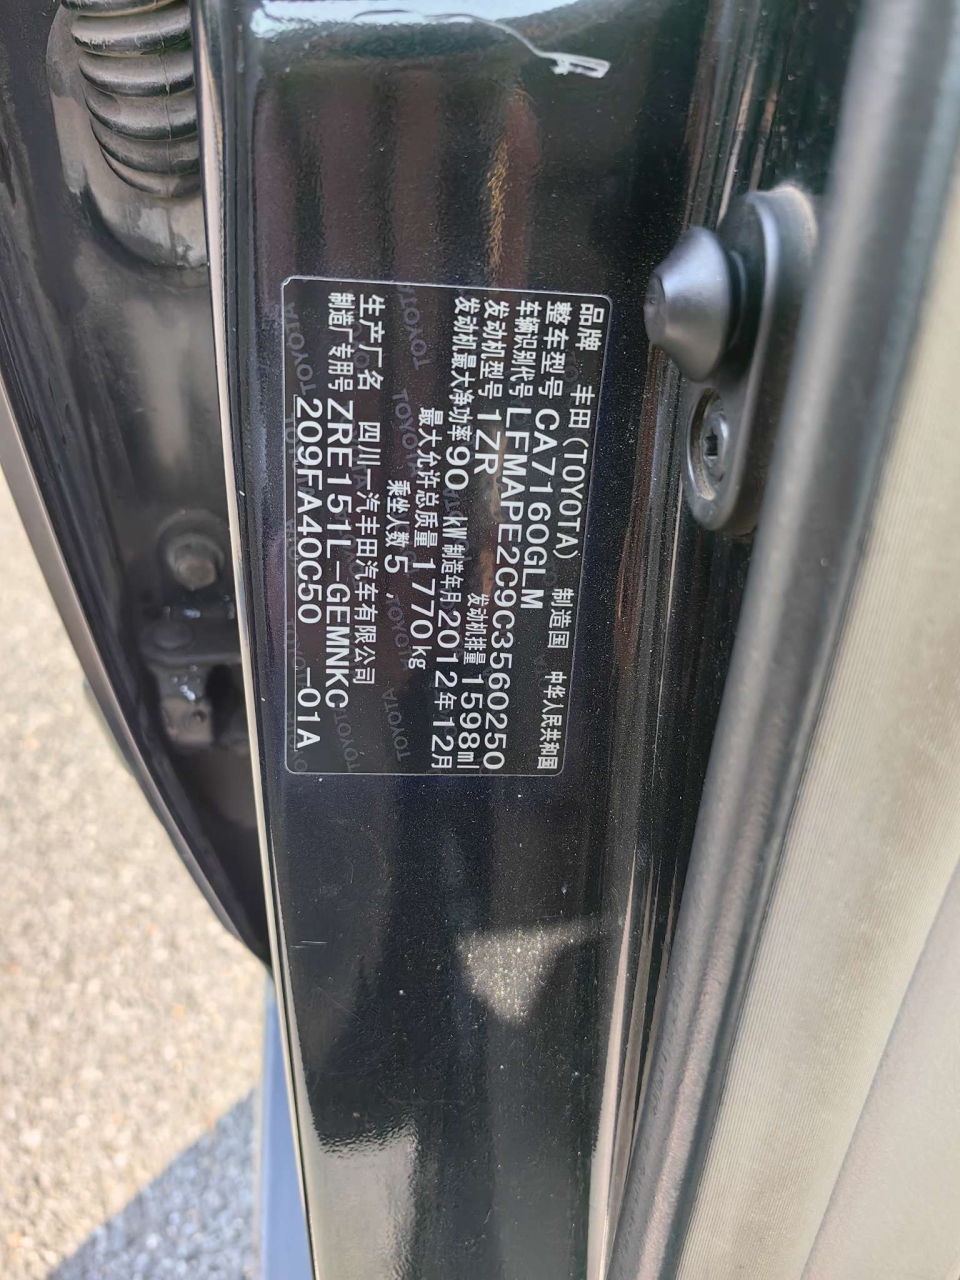 品牌 丰田(TOYOTA) 制造国 中华人民共和国
整车型号 CA7160GLM
车辆识别代号 LFMAPE2C9C3560250
发动机型号 1ZR 发动机排量 1598ml
发动机最大净功率 90 kW 制造年月 2012年12月
最大允许总质量 1770kg
乘坐人数 5
生产厂名 四川一汽丰田汽车有限公司
制造厂专用号 ZRE151L-GEMNKC
209FA40C50 -01A